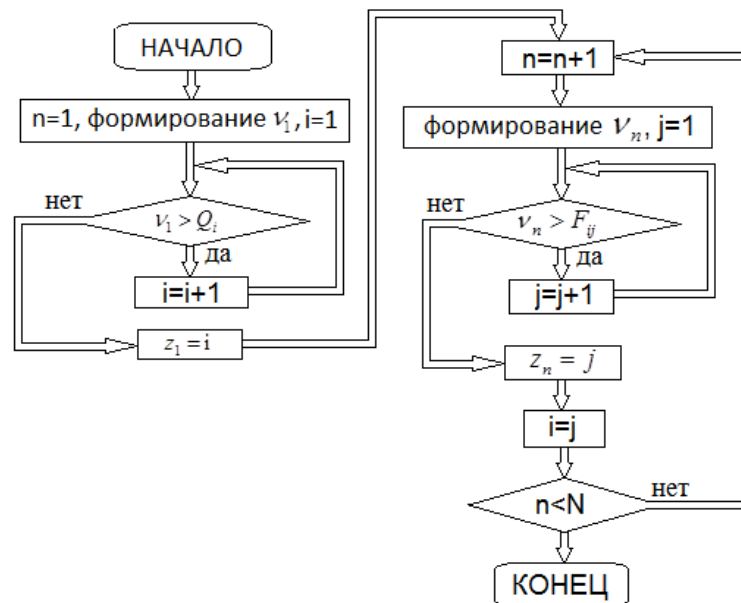 НАЧАЛО
n=1, формирование ν₁, i=1
нет
ν₁ > Qᵢ
да
i=i+1
z₁ = i
n=n+1
формирование νₙ, j=1
нет
νₙ > Fᵢⱼ
да
j=j+1
zₙ = j
i=j
n<N
нет
КОНЕЦ